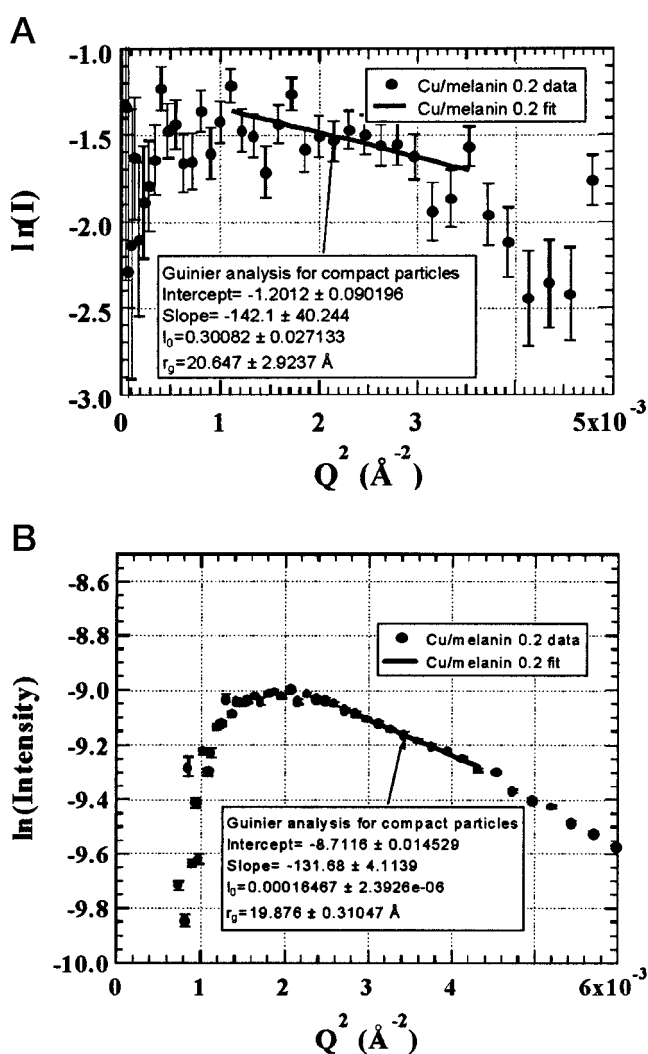 A
-1.0
Cu/melanin 0.2 data
Cu/melanin 0.2 fit
-1.5
ln(I)
-2.0
Guinier analysis for compact particles
Intercept= -1.2012 ± 0.090196
Slope= -142.1 ± 40.244
I₀=0.30082 ± 0.027133
r_g=20.647 ± 2.9237 Å
-2.5
-3.0
0 1 2 3 4 5x10⁻³
Q² (Å⁻²)
B
-8.6
-8.8
Cu/melanin 0.2 data
Cu/melanin 0.2 fit
-9.0
ln(Intensity)
-9.2
-9.4
Guinier analysis for compact particles
Intercept= -8.7116 ± 0.014529
Slope= -131.68 ± 4.1139
I₀=0.00016467 ± 2.3926e-06
r_g=19.876 ± 0.31047 Å
-9.6
-9.8
-10.0
0 1 2 3 4 6x10⁻³
Q² (Å⁻²)